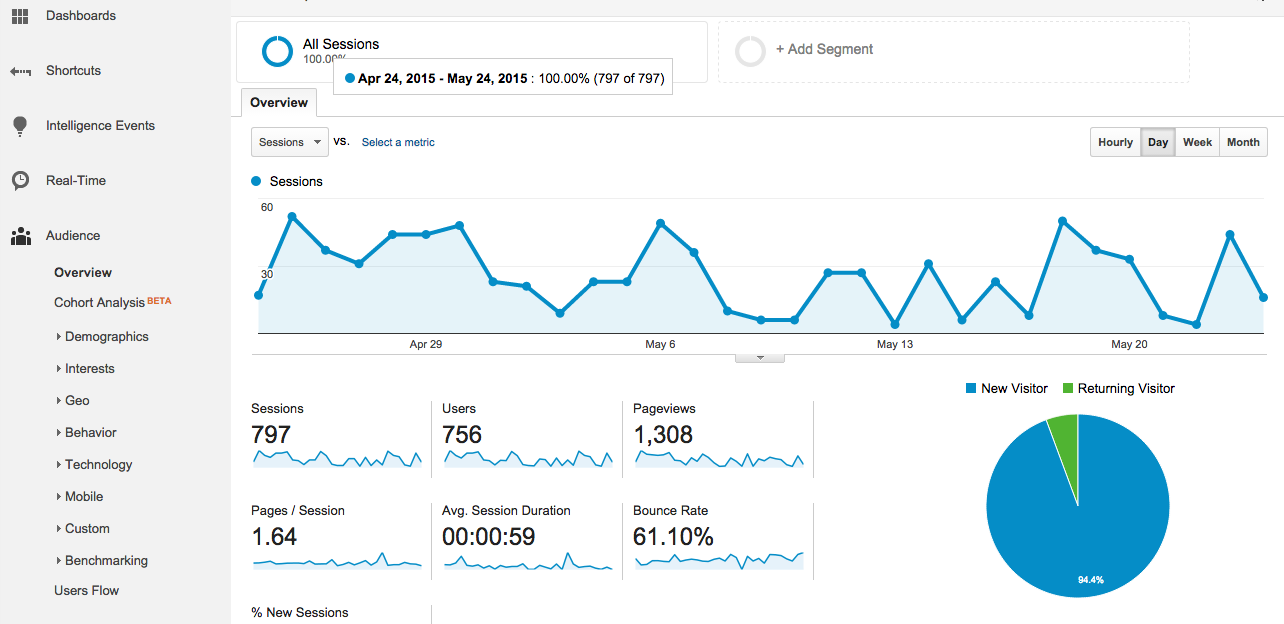 Dashboards
Shortcuts
Intelligence Events
Real-Time
Audience
Overview
Cohort Analysis BETA
Demographics
Interests
Geo
Behavior
Technology
Mobile
Custom
Benchmarking
Users Flow
All Sessions
100.00%
+ Add Segment
Apr 24, 2015 - May 24, 2015 : 100.00% (797 of 797)
Overview
Sessions vs. Select a metric
Hourly Day Week Month
Sessions
60
30
Apr 29 May 6 May 13 May 20
New Visitor Returning Visitor
Sessions Users Pageviews
797 756 1,308
Pages / Session Avg. Session Duration Bounce Rate
1.64 00:00:59 61.10%
94.4%
% New Sessions